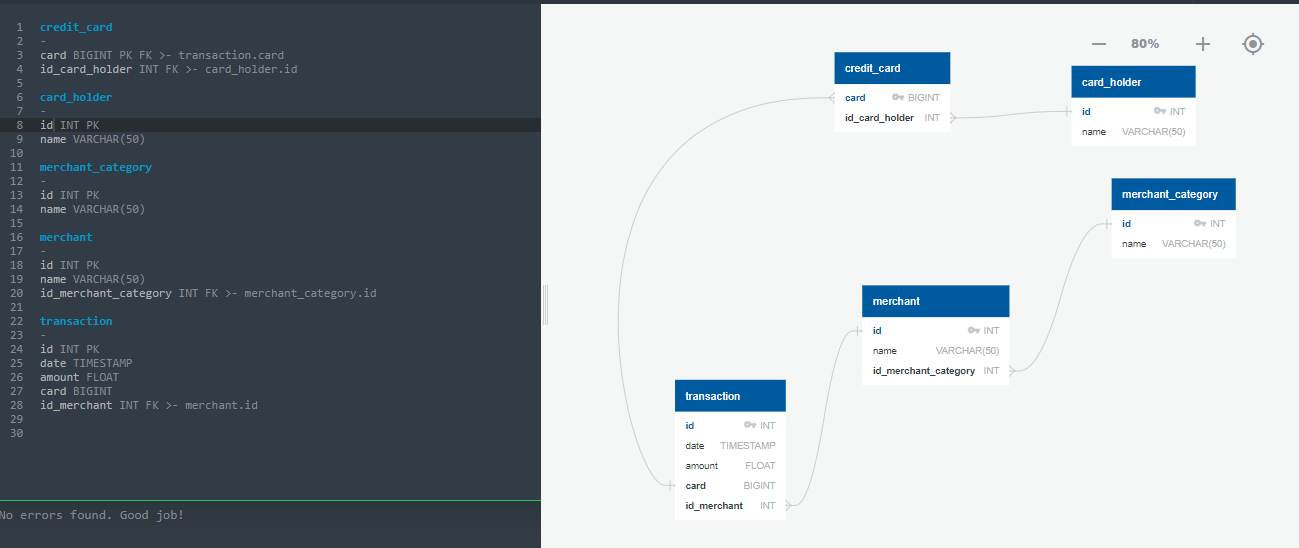 1 credit_card
2 -
3 card BIGINT PK FK >- transaction.card
4 id_card_holder INT FK >- card_holder.id
5
6 card_holder
7 -
8 id INT PK
9 name VARCHAR(50)
10
11 merchant_category
12 -
13 id INT PK
14 name VARCHAR(50)
15
16 merchant
17 -
18 id INT PK
19 name VARCHAR(50)
20 id_merchant_category INT FK >- merchant_category.id
21
22 transaction
23 -
24 id INT PK
25 date TIMESTAMP
26 amount FLOAT
27 card BIGINT
28 id_merchant INT FK >- merchant.id
29
30
No errors found. Good job!
80%
credit_card
card BIGINT
id_card_holder INT
card_holder
id INT
name VARCHAR(50)
merchant_category
id INT
name VARCHAR(50)
merchant
id INT
name VARCHAR(50)
id_merchant_category INT
transaction
id INT
date TIMESTAMP
amount FLOAT
card BIGINT
id_merchant INT